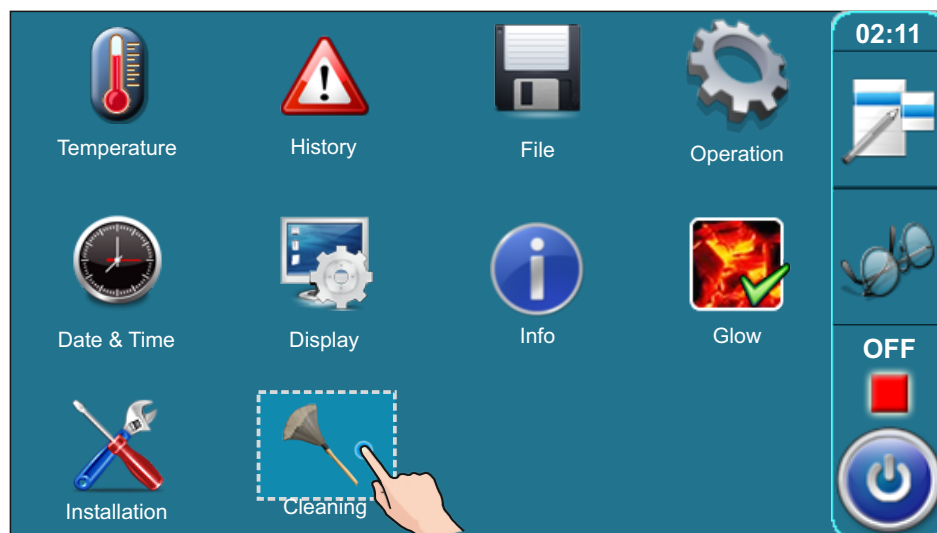 02:11
Temperature
History
File
Operation
Date & Time
Display
Info
Glow
OFF
Installation
Cleaning